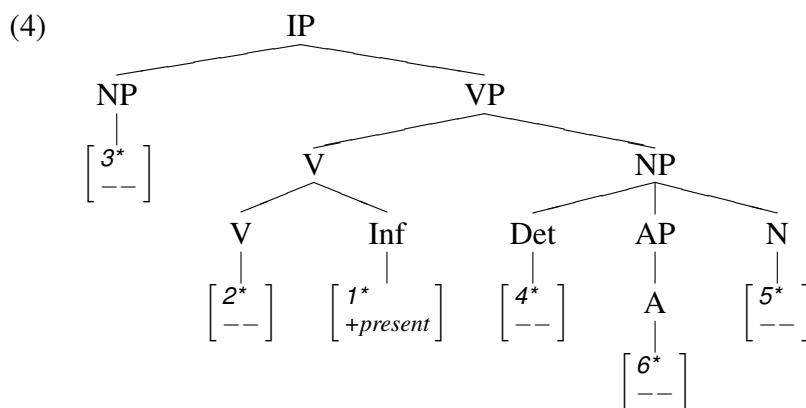 (4) IP
NP VP
V NP
3*
−−
V Inf Det AP N
2* 1* 4* A 5*
−− +present −− −−
6*
−−